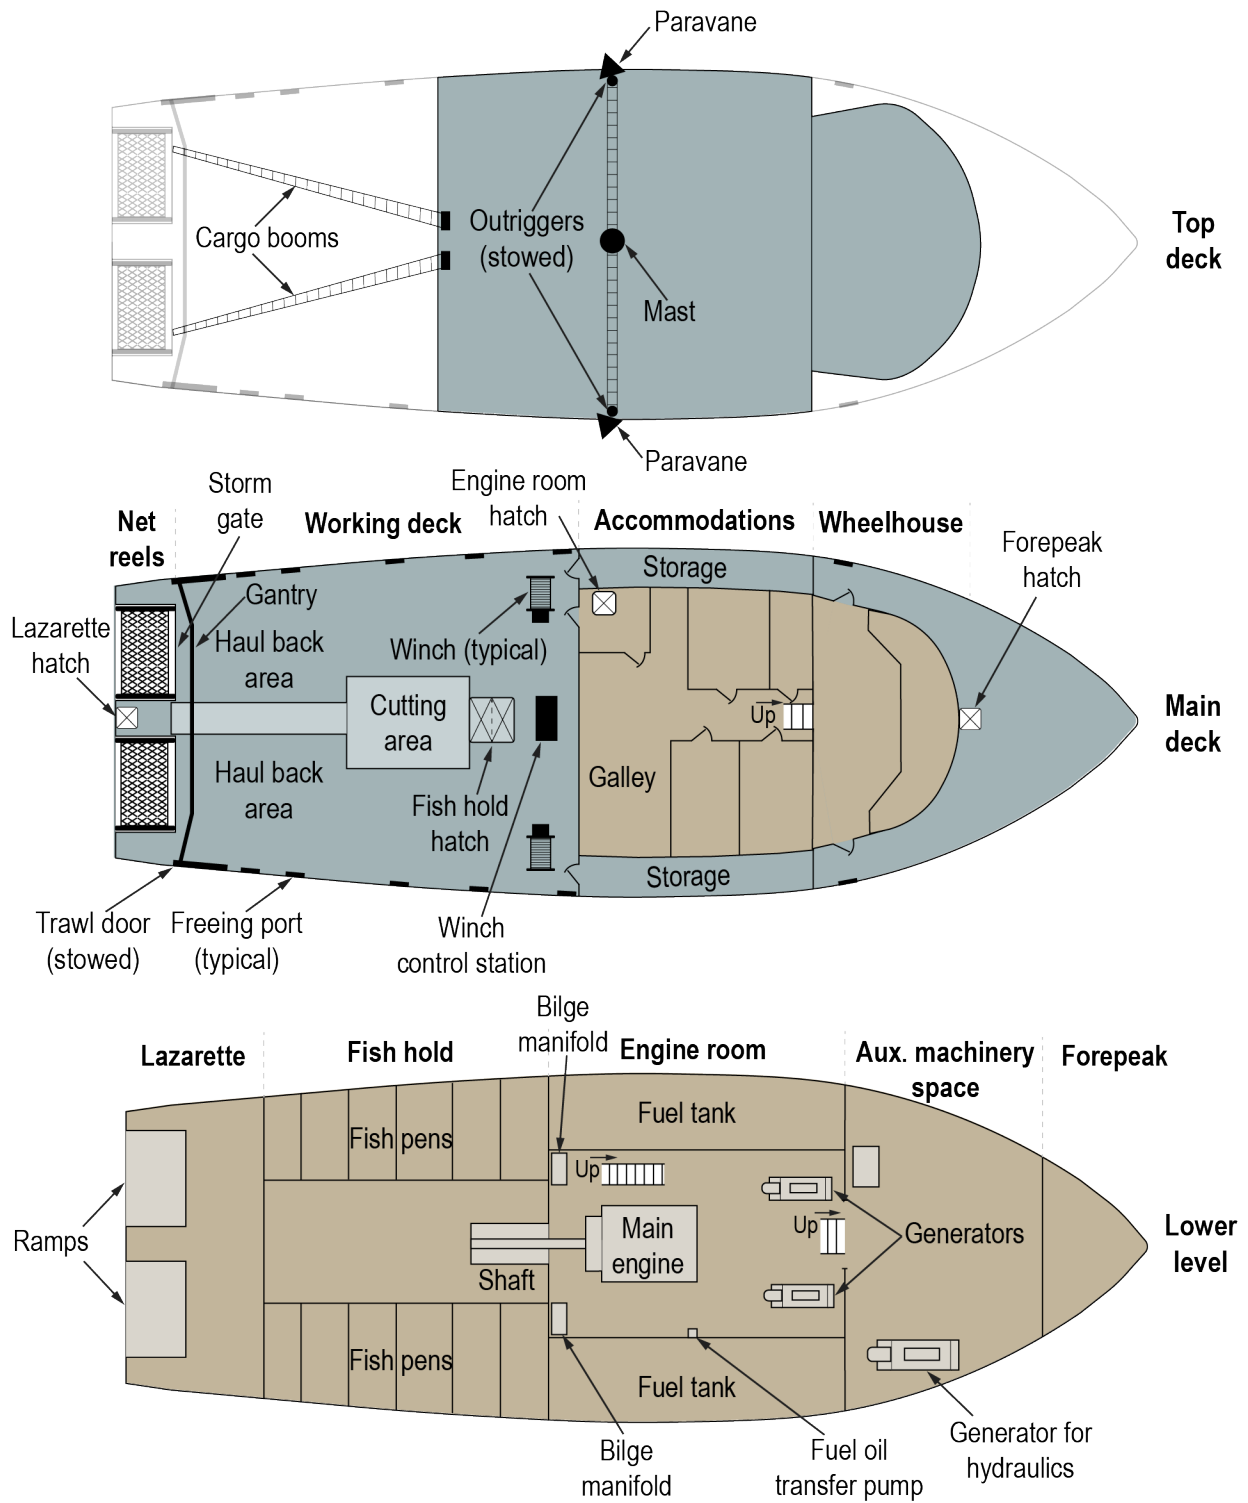 Paravane
Top
deck
Cargo booms
Outriggers
(stowed)
Mast
Paravane
Storm
gate
Engine room
hatch
Net
reels
Working deck
Accommodations
Wheelhouse
Forepeak
hatch
Storage
Gantry
Lazarette
hatch
Haul back
area
Winch (typical)
Cutting
area
Up
Main
deck
Haul back
area
Galley
Fish hold
hatch
Storage
Trawl door
(stowed)
Freeing port
(typical)
Winch
control station
Bilge
manifold
Lazarette
Fish hold
Engine room
Aux. machinery
space
Forepeak
Fuel tank
Fish pens
Up
Ramps
Main
engine
Up
Generators
Lower
level
Shaft
Fish pens
Fuel tank
Bilge
manifold
Fuel oil
transfer pump
Generator for
hydraulics